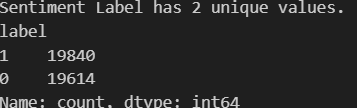 Sentiment Label has 2 unique values.
label
1    19840
0    19614
Name: count, dtype: int64